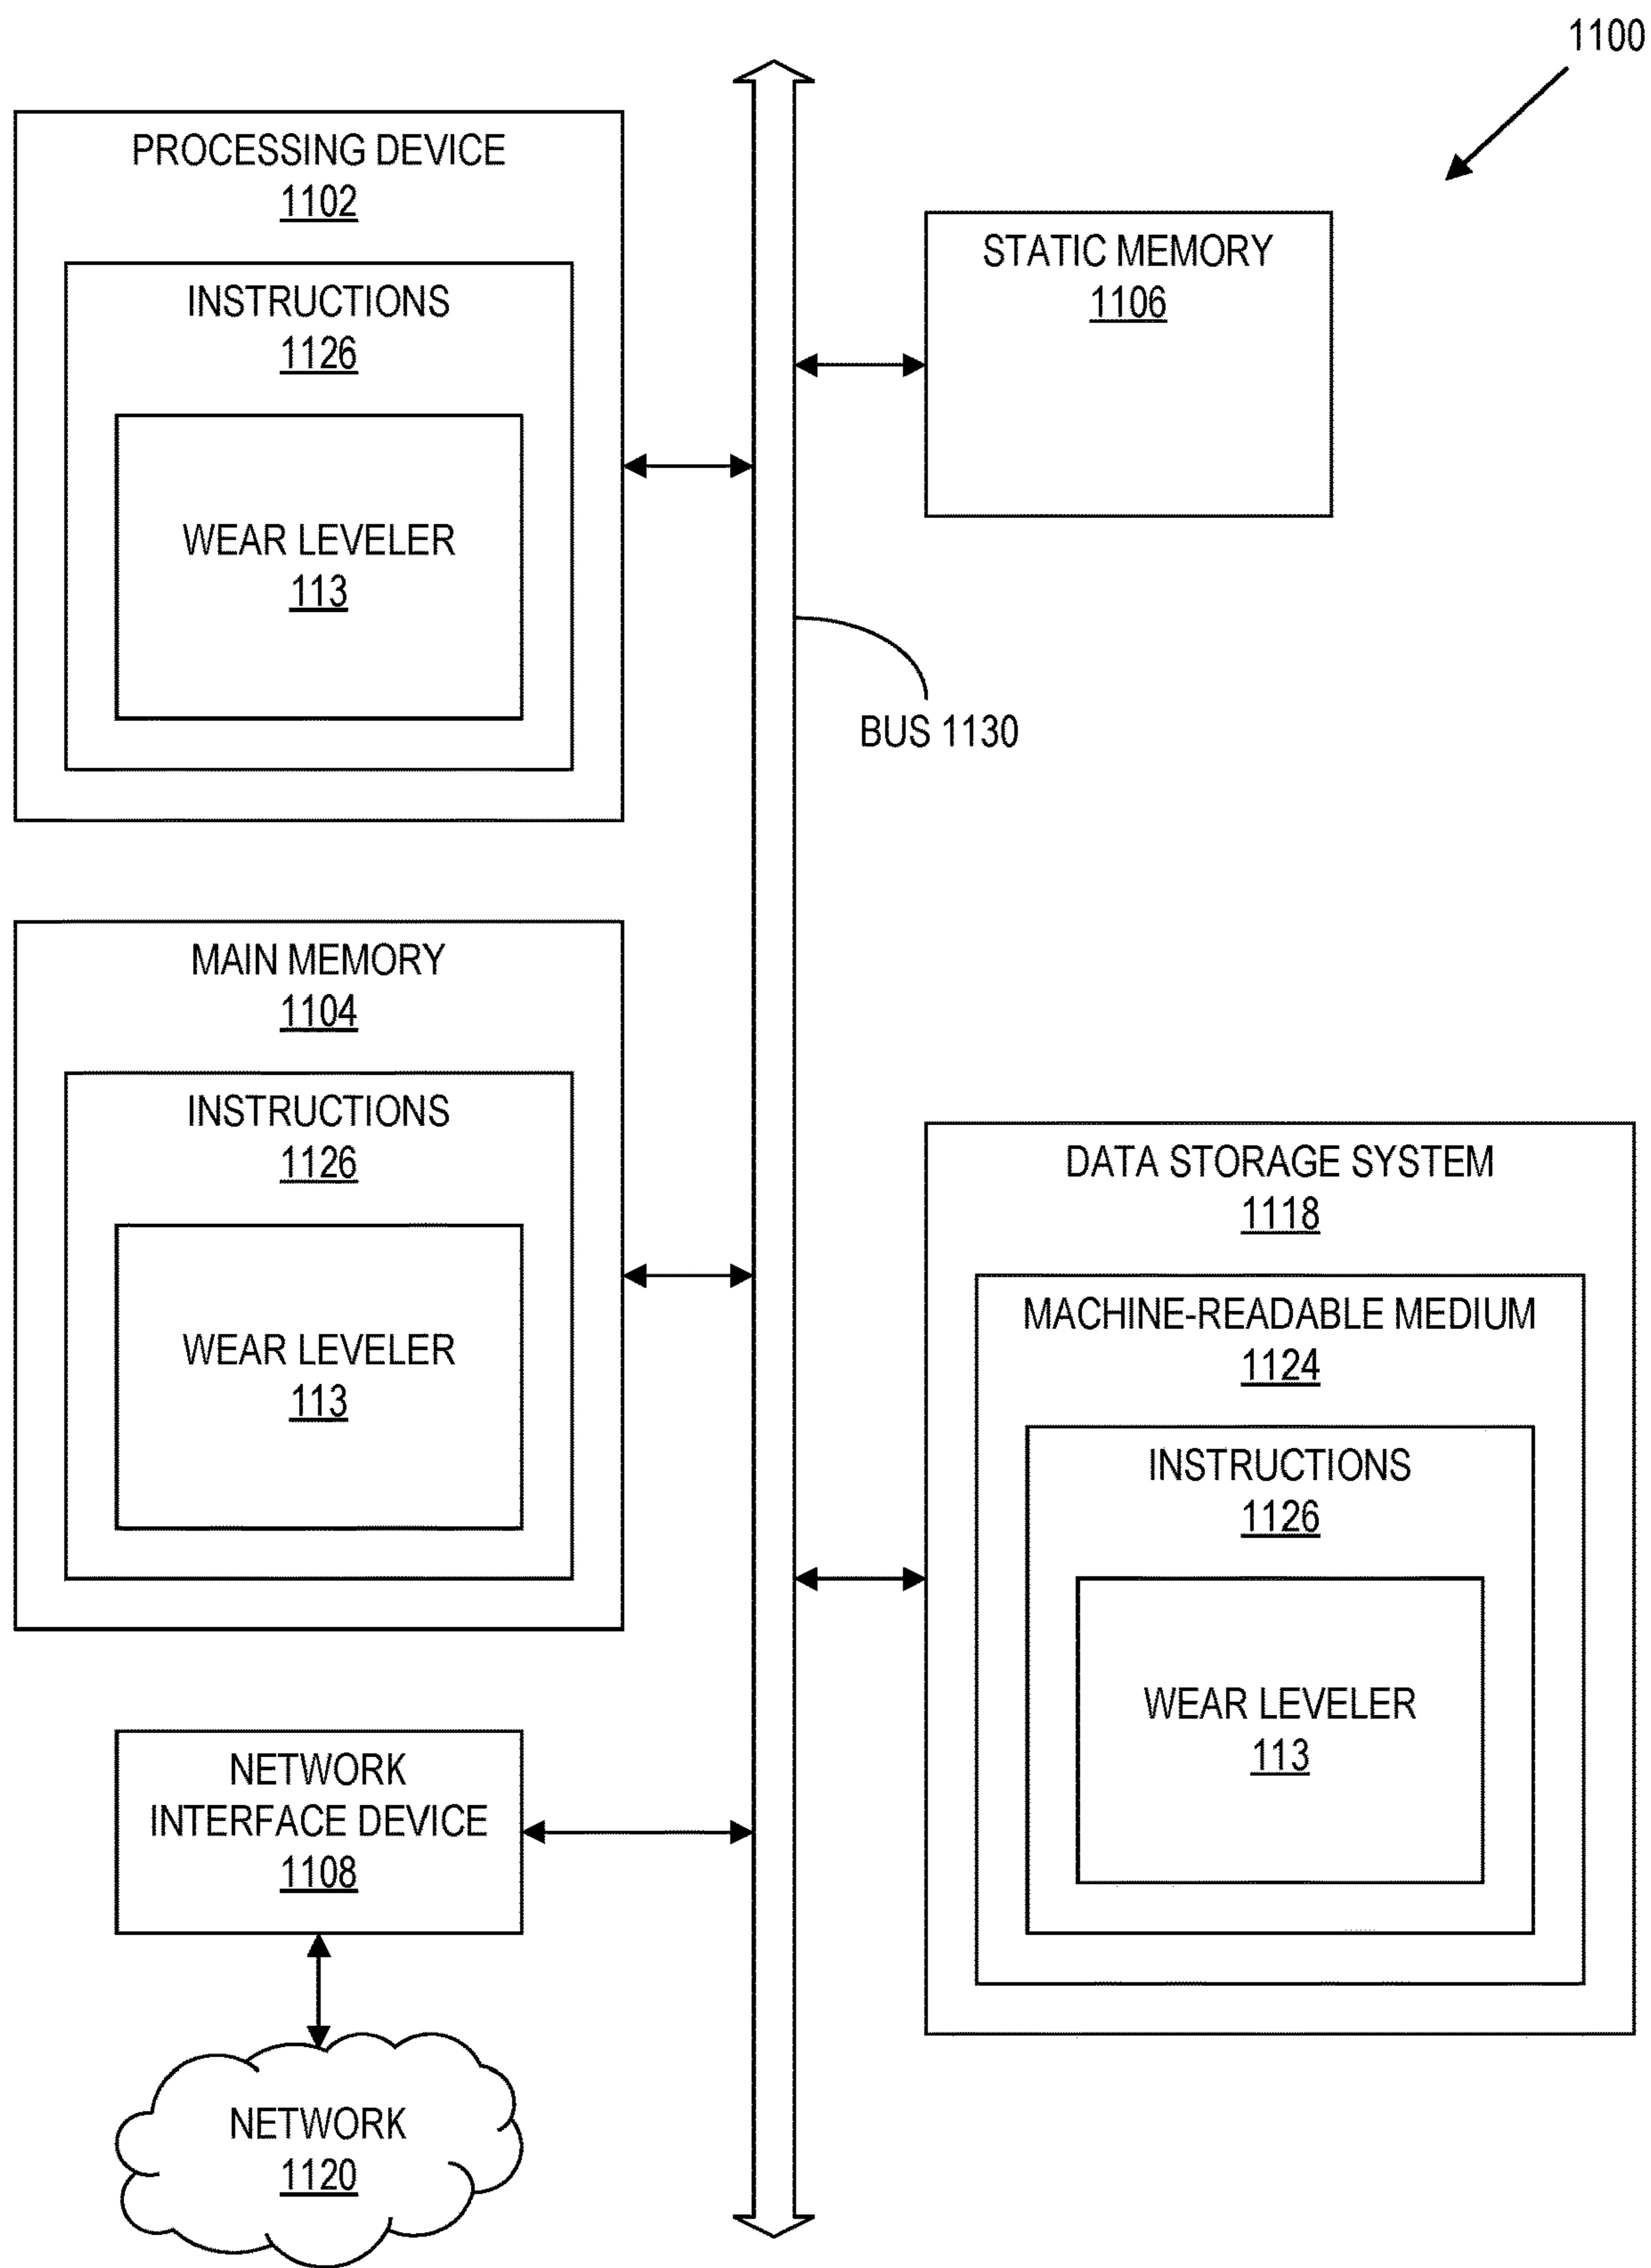 1100
PROCESSING DEVICE
1102
INSTRUCTIONS
1126
WEAR LEVELER
113
STATIC MEMORY
1106
BUS 1130
MAIN MEMORY
1104
INSTRUCTIONS
1126
WEAR LEVELER
113
DATA STORAGE SYSTEM
1118
MACHINE-READABLE MEDIUM
1124
INSTRUCTIONS
1126
WEAR LEVELER
113
NETWORK
INTERFACE DEVICE
1108
NETWORK
1120